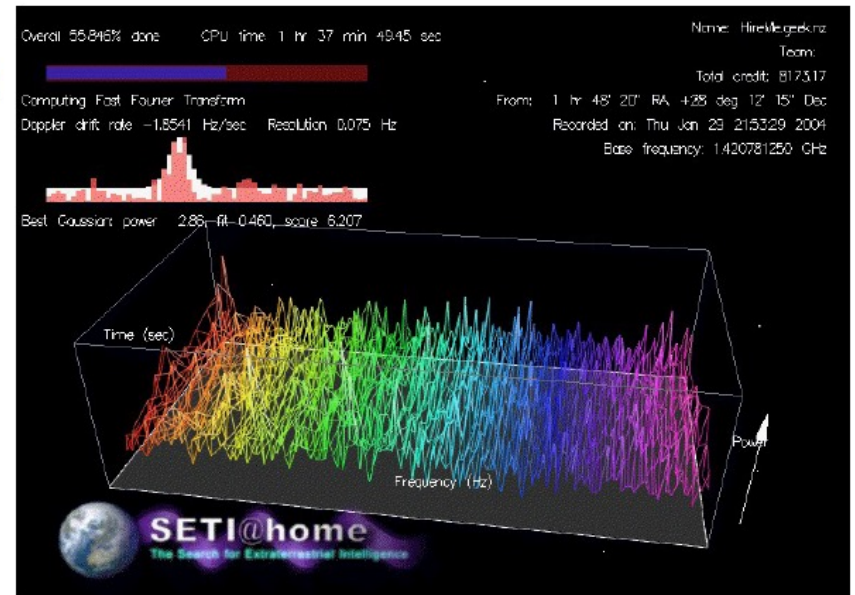 Overall 55.846% done CPU time: 1 hr 37 min 49.45 sec
Computing Fast Fourier Transform
Doppler drift rate -1.8541 Hz/sec Resolution 0.075 Hz
Best Gaussian: power 2.86, fit 0.460, score 6.207
Name: HireMe.geek.nz
Team:
Total credit: 8173.17
From: 1 hr 48' 20" RA, +28 deg 12' 15" Dec
Recorded on: Thu Jan 29 21:53:29 2004
Base frequency: 1.420781250 GHz
Time (sec)
Power
Frequency (Hz)
SETI@home
The Search for Extraterrestrial Intelligence